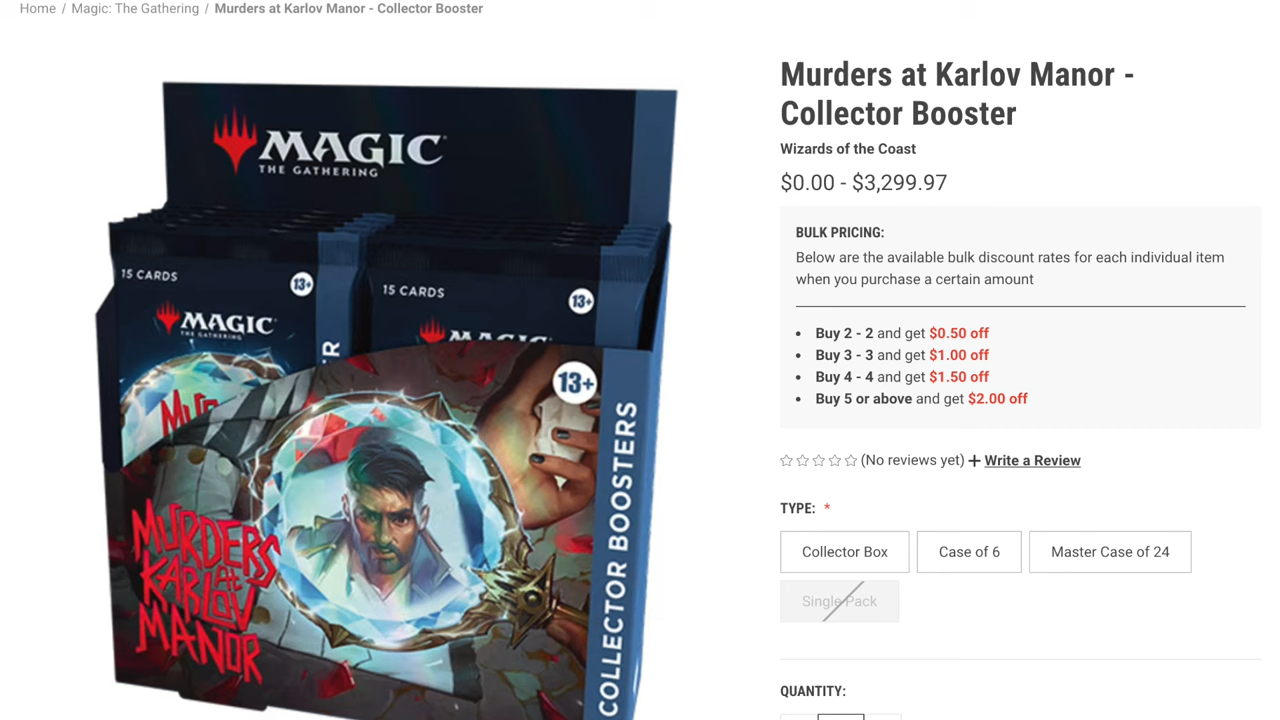 Home / Magic: The Gathering / Murders at Karlov Manor - Collector Booster
MAGIC
THE GATHERING
15 CARDS
13+
MAGIC
THE GATHERING
15 CARDS
13+
MAGIC
R
MUR
13+
MURDERS
AT
KARLOV
MANOR
COLLECTOR BOOSTERS
Murders at Karlov Manor -
Collector Booster
Wizards of the Coast
$0.00 - $3,299.97
BULK PRICING:
Below are the available bulk discount rates for each individual item
when you purchase a certain amount
Buy 2 - 2 and get $0.50 off
Buy 3 - 3 and get $1.00 off
Buy 4 - 4 and get $1.50 off
Buy 5 or above and get $2.00 off
(No reviews yet) + Write a Review
TYPE: *
Collector Box
Case of 6
Master Case of 24
Single Pack
QUANTITY: